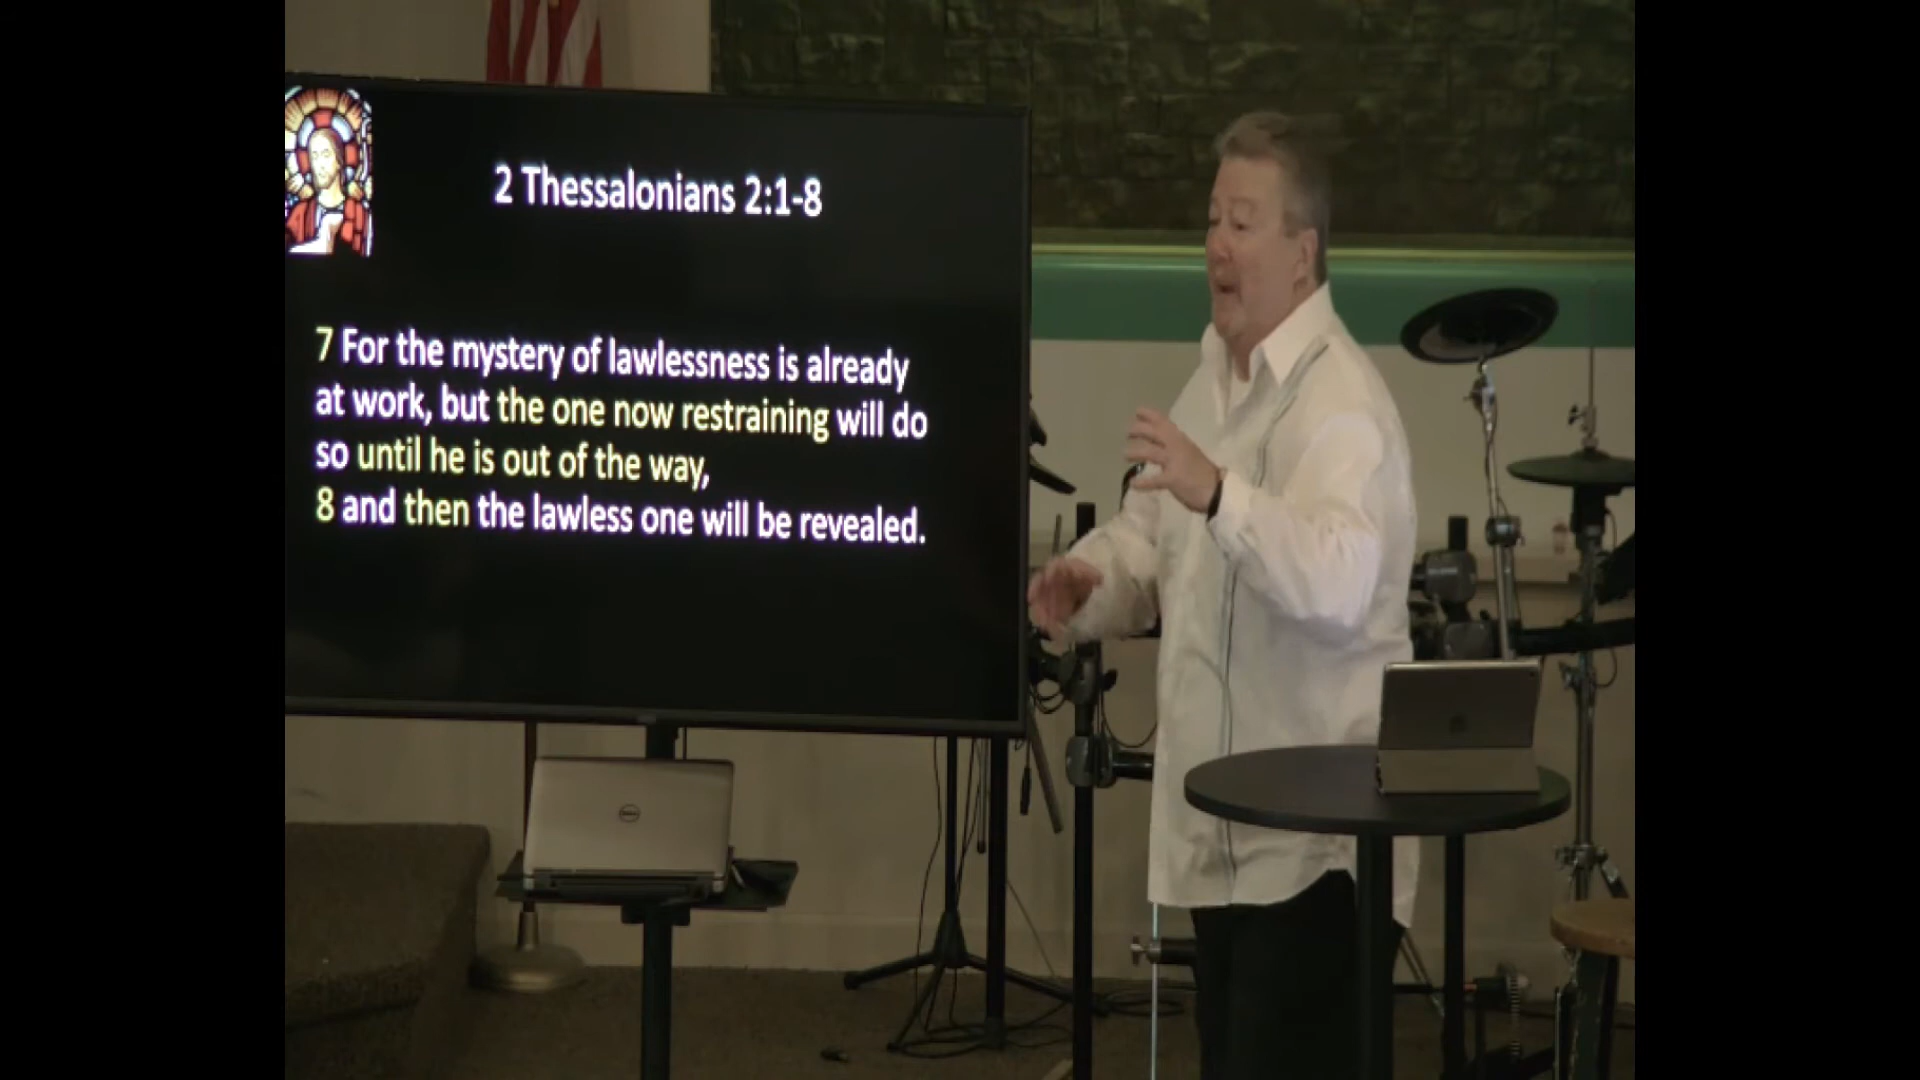 2 Thessalonians 2:1-8
7 For the mystery of lawlessness is already
at work, but the one now restraining will do
so until he is out of the way,
8 and then the lawless one will be revealed.